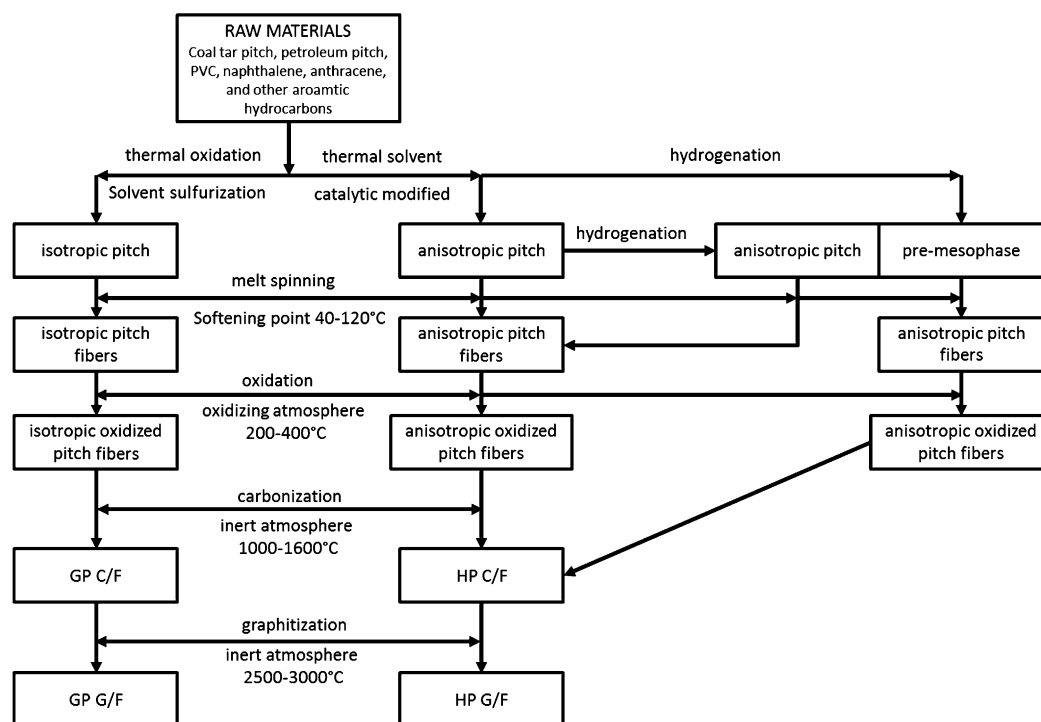 RAW MATERIALS
Coal tar pitch, petroleum pitch,
PVC, naphthalene, anthracene,
and other aroamtic
hydrocarbons
thermal oxidation
thermal solvent
hydrogenation
Solvent sulfurization
catalytic modified
isotropic pitch
anisotropic pitch
hydrogenation
anisotropic pitch
pre-mesophase
melt spinning
Softening point 40-120°C
isotropic pitch
fibers
anisotropic pitch
fibers
anisotropic pitch
fibers
oxidation
oxidizing atmosphere
200-400°C
isotropic oxidized
pitch fibers
anisotropic oxidized
pitch fibers
anisotropic oxidized
pitch fibers
carbonization
inert atmosphere
1000-1600°C
GP C/F
HP C/F
graphitization
inert atmosphere
2500-3000°C
GP G/F
HP G/F